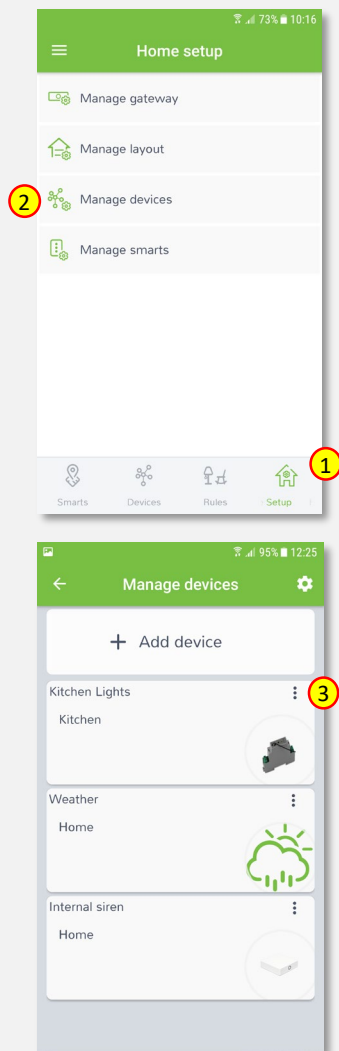 73% 10:16
Home setup
Manage gateway
Manage layout
2
Manage devices
Manage smarts
1
Smarts Devices Rules Setup
95% 12:25
Manage devices
+ Add device
Kitchen Lights
3
Kitchen
Weather
Home
Internal siren
Home